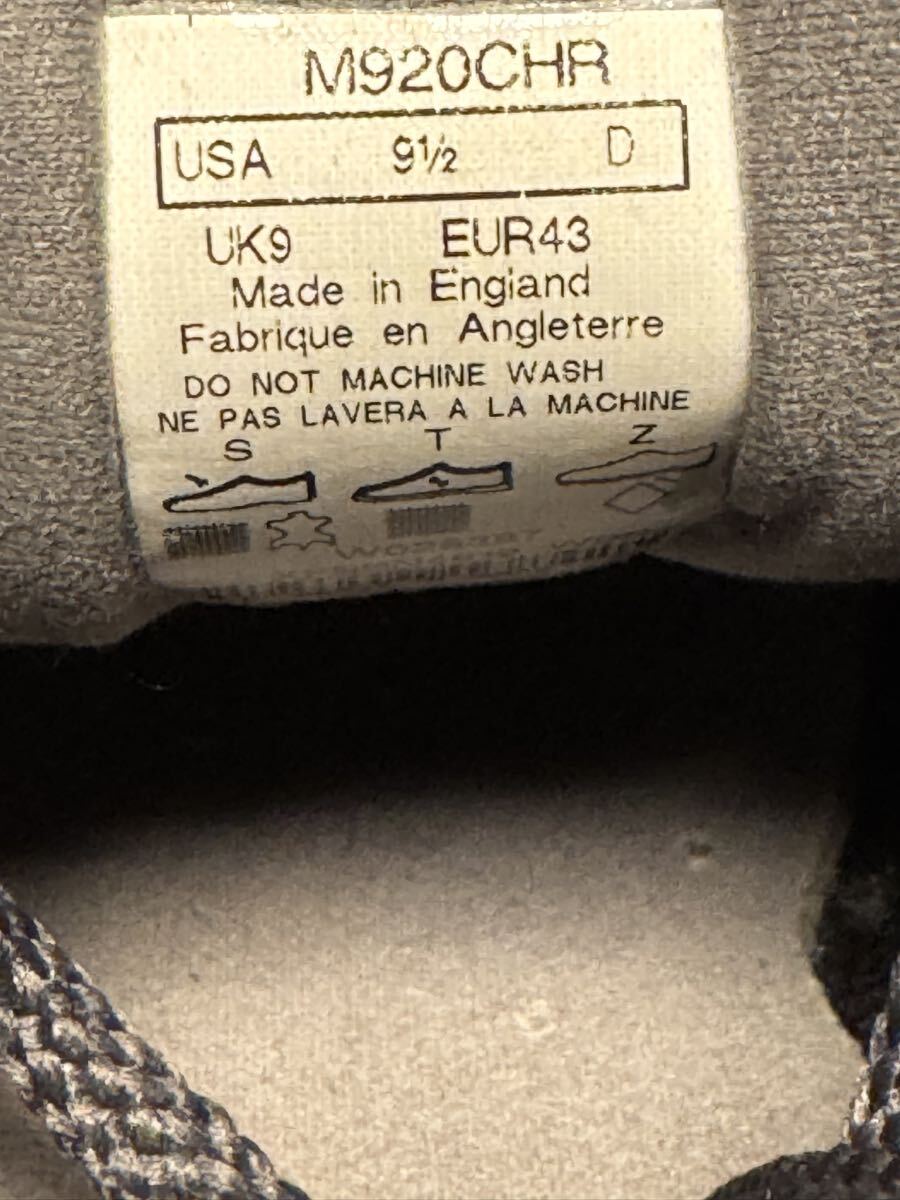 M920CHR
USA 9½ D
UK9 EUR43
Made in Engiand
Fabrique en Angleterre
DO NOT MACHINE WASH
NE PAS LAVERA A LA MACHINE
S T Z